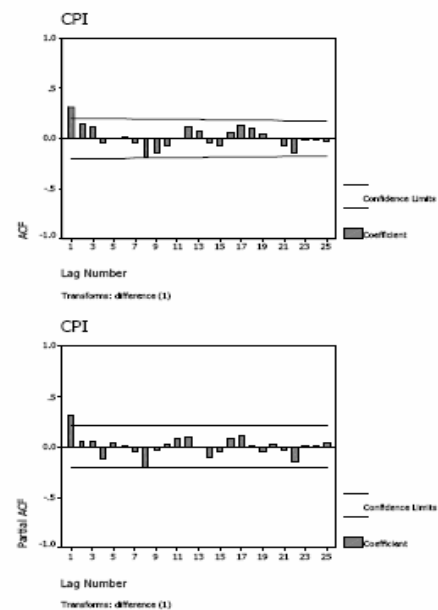 CPI
1.0
.5
0.0
-.5
-1.0
ACF
1 3 5 7 9 11 13 15 17 19 21 23 25
Lag Number
Transforms: difference (1)
Confidence Limits
Coefficient
CPI
1.0
.5
0.0
-.5
-1.0
Partial ACF
1 3 5 7 9 11 13 15 17 19 21 23 25
Lag Number
Transforms: difference (1)
Confidence Limits
Coefficient